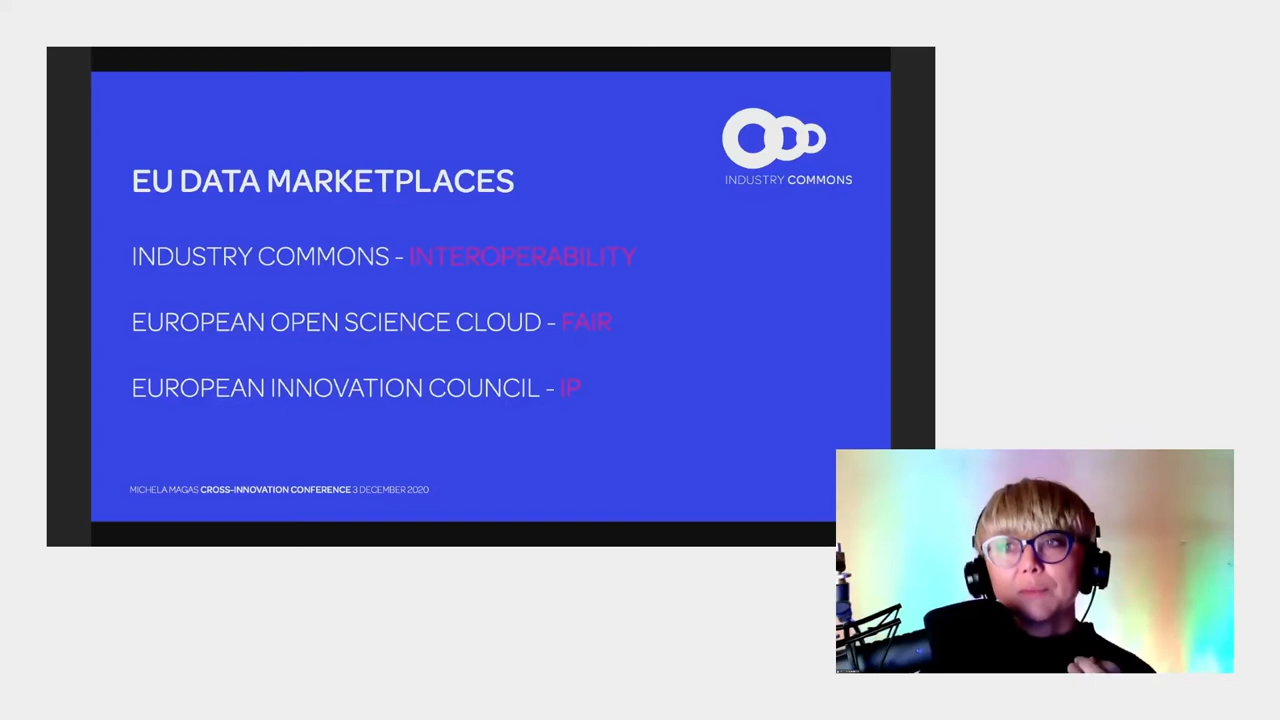 INDUSTRY COMMONS
EU DATA MARKETPLACES
INDUSTRY COMMONS - INTEROPERABILITY
EUROPEAN OPEN SCIENCE CLOUD - FAIR
EUROPEAN INNOVATION COUNCIL - IP
MICHELA MAGAS CROSS-INNOVATION CONFERENCE 3 DECEMBER 2020